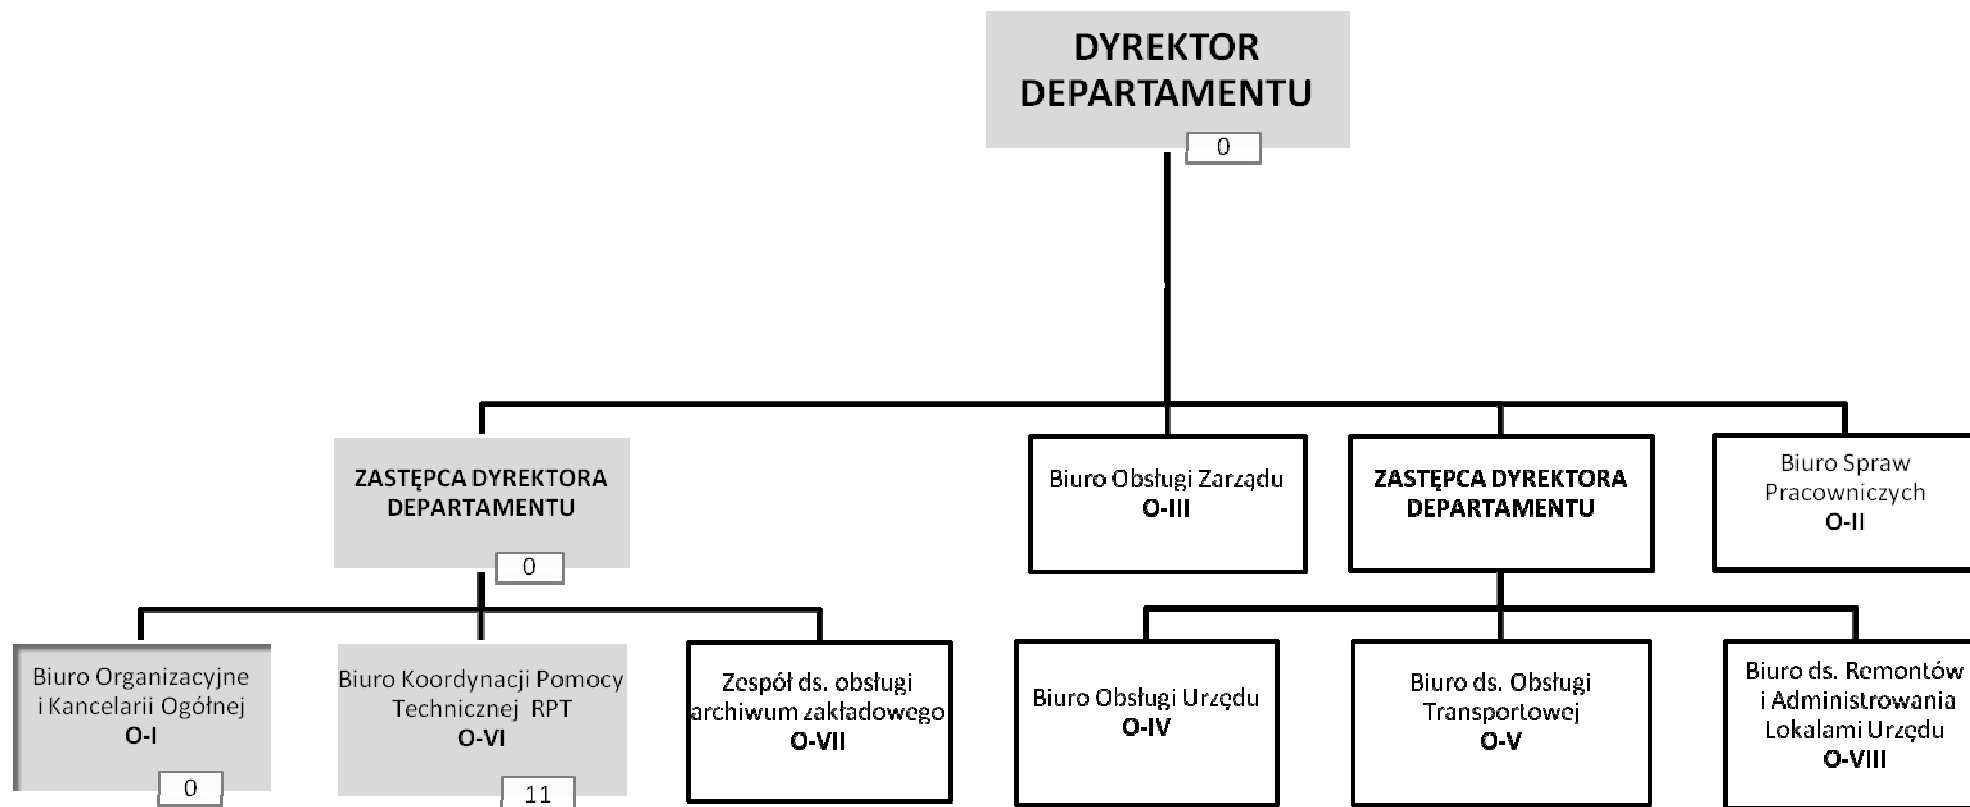 DYREKTOR
DEPARTAMENTU
0
ZASTĘPCA DYREKTORA
DEPARTAMENTU
0
Biuro Obsługi Zarządu
O-III
ZASTĘPCA DYREKTORA
DEPARTAMENTU
Biuro Spraw
Pracowniczych
O-II
Biuro Organizacyjne
i Kancelarii Ogólnej
O-I
0
Biuro Koordynacji Pomocy
Technicznej RPT
O-VI
11
Zespół ds. obsługi
archiwum zakładowego
O-VII
Biuro Obsługi Urzędu
O-IV
Biuro ds. Obsługi
Transportowej
O-V
Biuro ds. Remontów
i Administrowania
Lokalami Urzędu
O-VIII